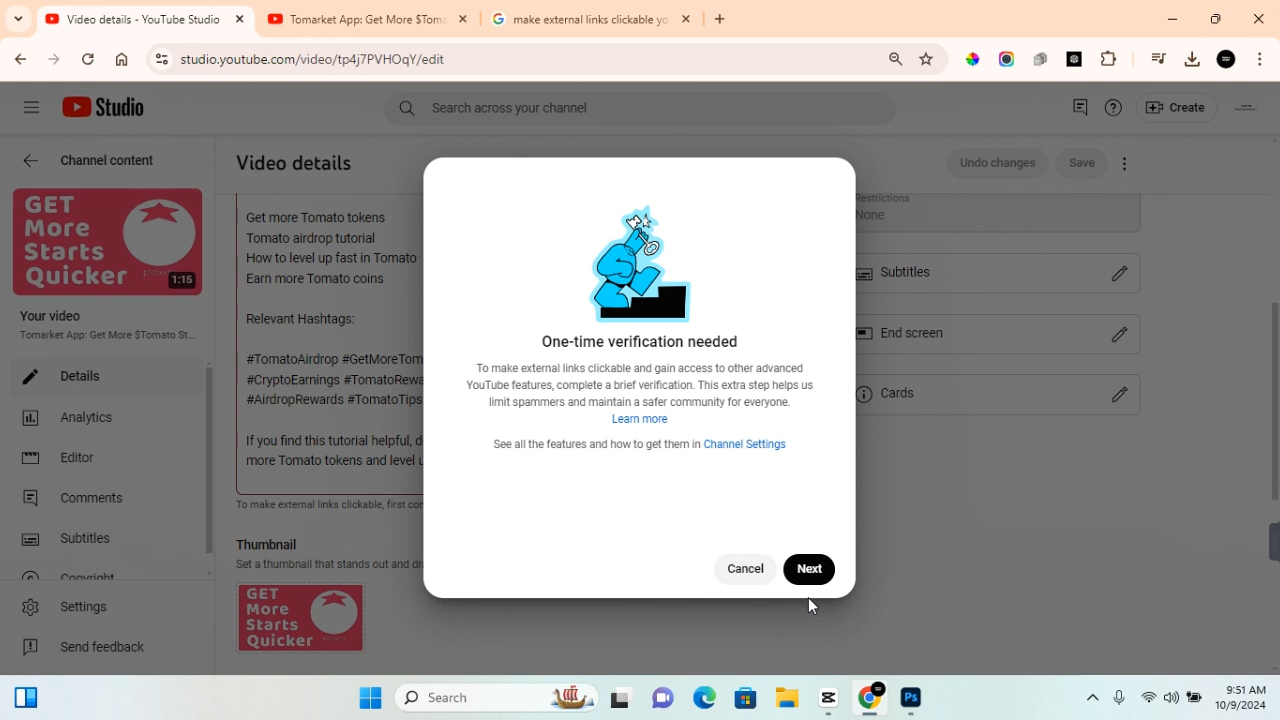 Video details - YouTube Studio
Tomarket App: Get More $Toma
make external links clickable yo
studio.youtube.com/video/tp4j7PVHOqY/edit
Studio
Search across your channel
Create
Channel content
Video details
Undo changes
Save
GET
More
Starts
Quicker
1:15
Your video
Tomarket App: Get More $Tomato St...
Details
Analytics
Editor
Comments
Subtitles
Copyright
Settings
Send feedback
Get more Tomato tokens
Tomato airdrop tutorial
How to level up fast in Tomato
Earn more Tomato coins
Relevant Hashtags:
#TomatoAirdrop #GetMoreTom
#CryptoEarnings #TomatoRewa
#AirdropRewards #TomatoTips
If you find this tutorial helpful, d
more Tomato tokens and level u
To make external links clickable, first con
Thumbnail
Set a thumbnail that stands out and dra
GET
More
Starts
Quicker
One-time verification needed
To make external links clickable and gain access to other advanced
YouTube features, complete a brief verification. This extra step helps us
limit spammers and maintain a safer community for everyone.
Learn more
See all the features and how to get them in Channel Settings
Cancel
Next
Restrictions
None
Subtitles
End screen
Cards
Search
Ps
9:51 AM
10/9/2024